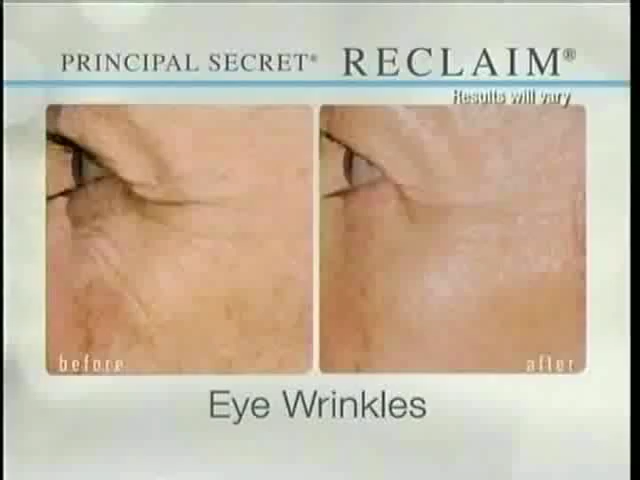 PRINCIPAL SECRET® RECLAIM®
Results will vary
before
after
Eye Wrinkles